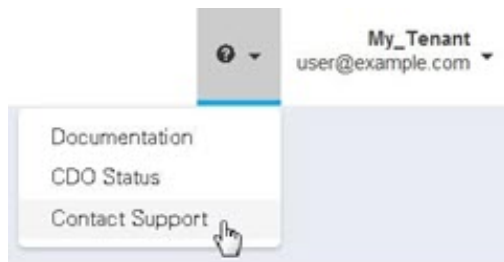 My_Tenant
user@example.com
Documentation
CDO Status
Contact Support